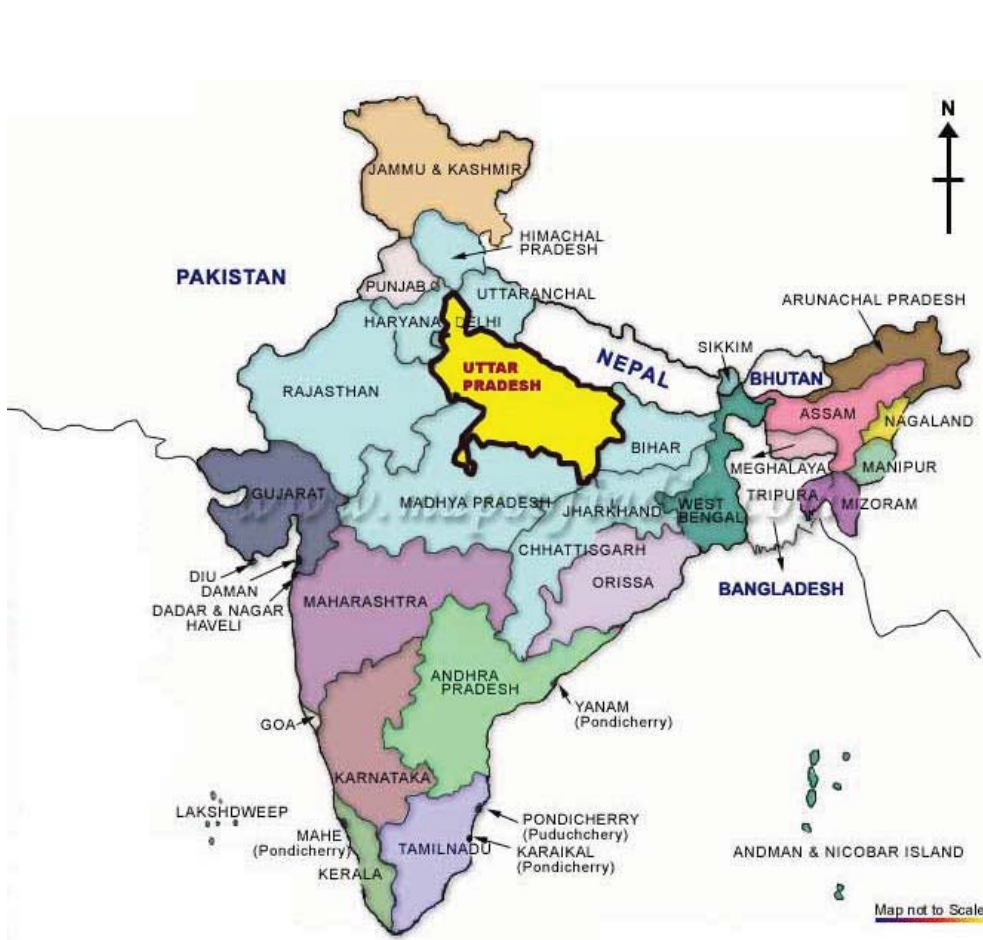 N
JAMMU & KASHMIR
HIMACHAL
PRADESH
PAKISTAN
PUNJAB
UTTARANCHAL
ARUNACHAL PRADESH
HARYANA
DELHI
SIKKIM
NEPAL
BHUTAN
UTTAR
PRADESH
RAJASTHAN
ASSAM
NAGALAND
BIHAR
MEGHALAYA
MANIPUR
GUJARAT
MADHYA PRADESH
JHARKHAND
WEST
BENGAL
TRIPURA
MIZORAM
CHHATTISGARH
DIU
DAMAN
DADAR & NAGAR
HAVELI
ORISSA
BANGLADESH
MAHARASHTRA
ANDHRA
PRADESH
YANAM
(Pondicherry)
GOA
KARNATAKA
LAKSHDWEEP
MAHE
(Pondicherry)
KERALA
TAMILNADU
PONDICHERRY
(Puduchchery)
KARAIKAL
(Pondicherry)
ANDMAN & NICOBAR ISLAND
Map not to Scale